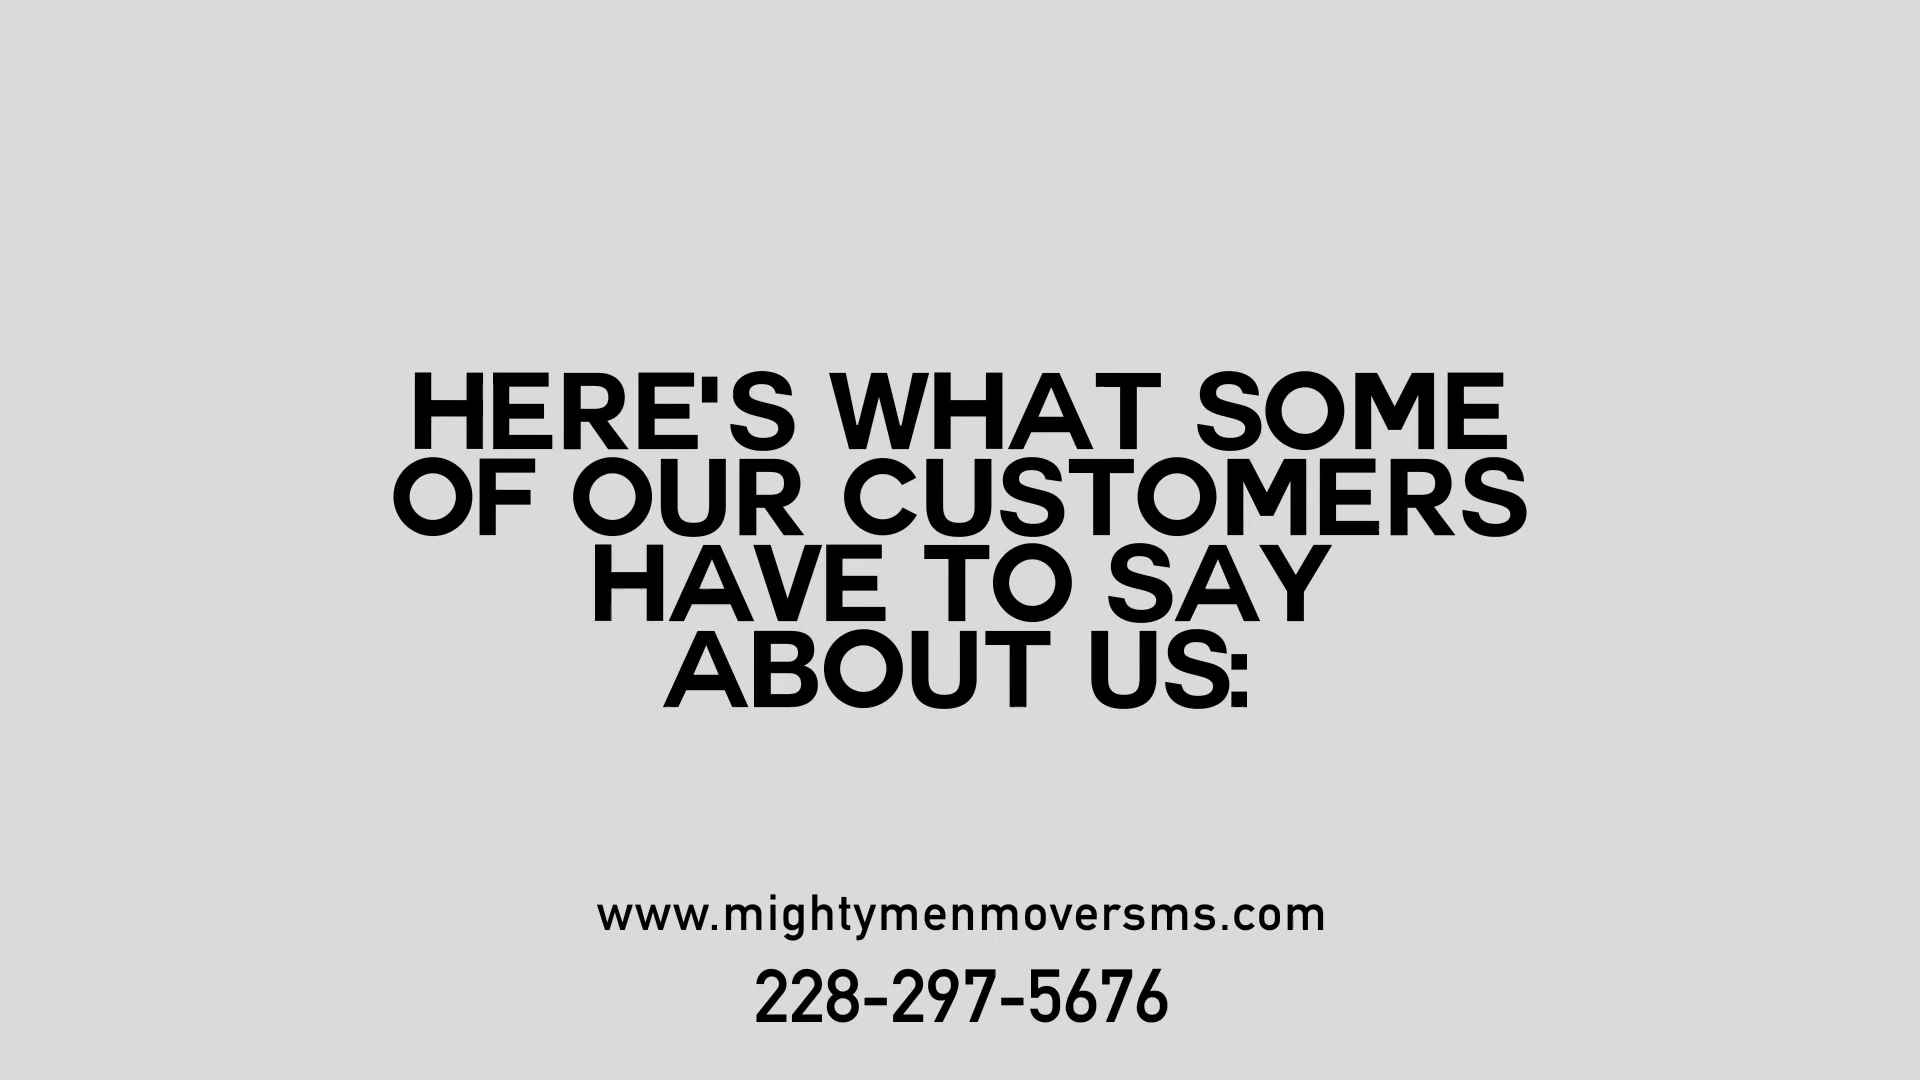 HERE'S WHAT SOME
OF OUR CUSTOMERS
HAVE TO SAY
ABOUT US:
www.mightymenmoversms.com
228-297-5676